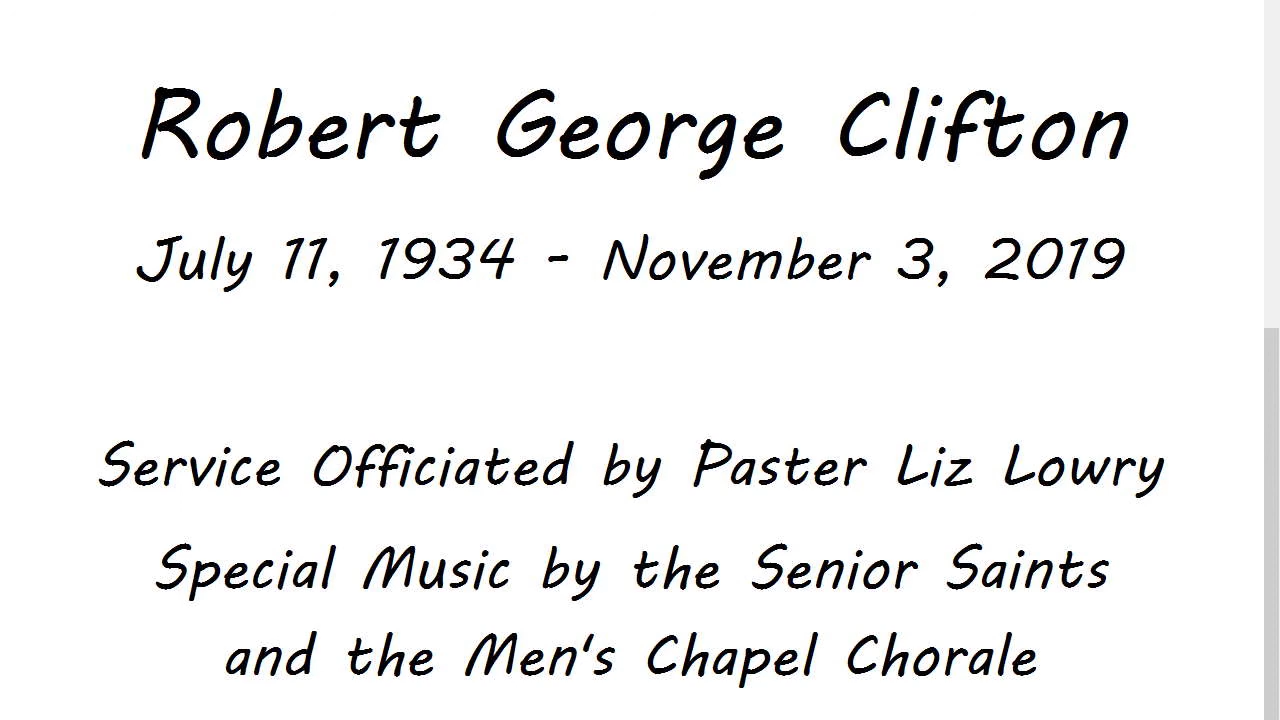 Robert George Clifton
July 11, 1934 - November 3, 2019
Service Officiated by Paster Liz Lowry
Special Music by the Senior Saints
and the Men's Chapel Chorale